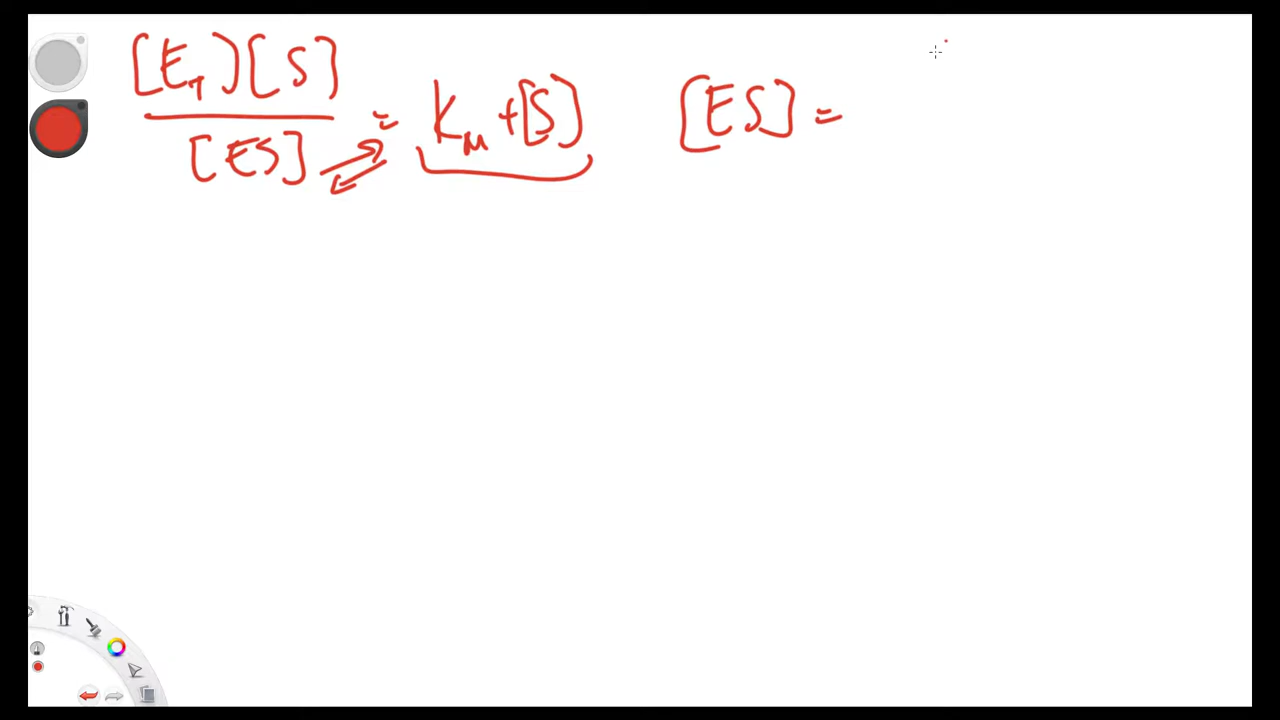 [E_T][S] / [ES] = K_M + [S]
[ES] =